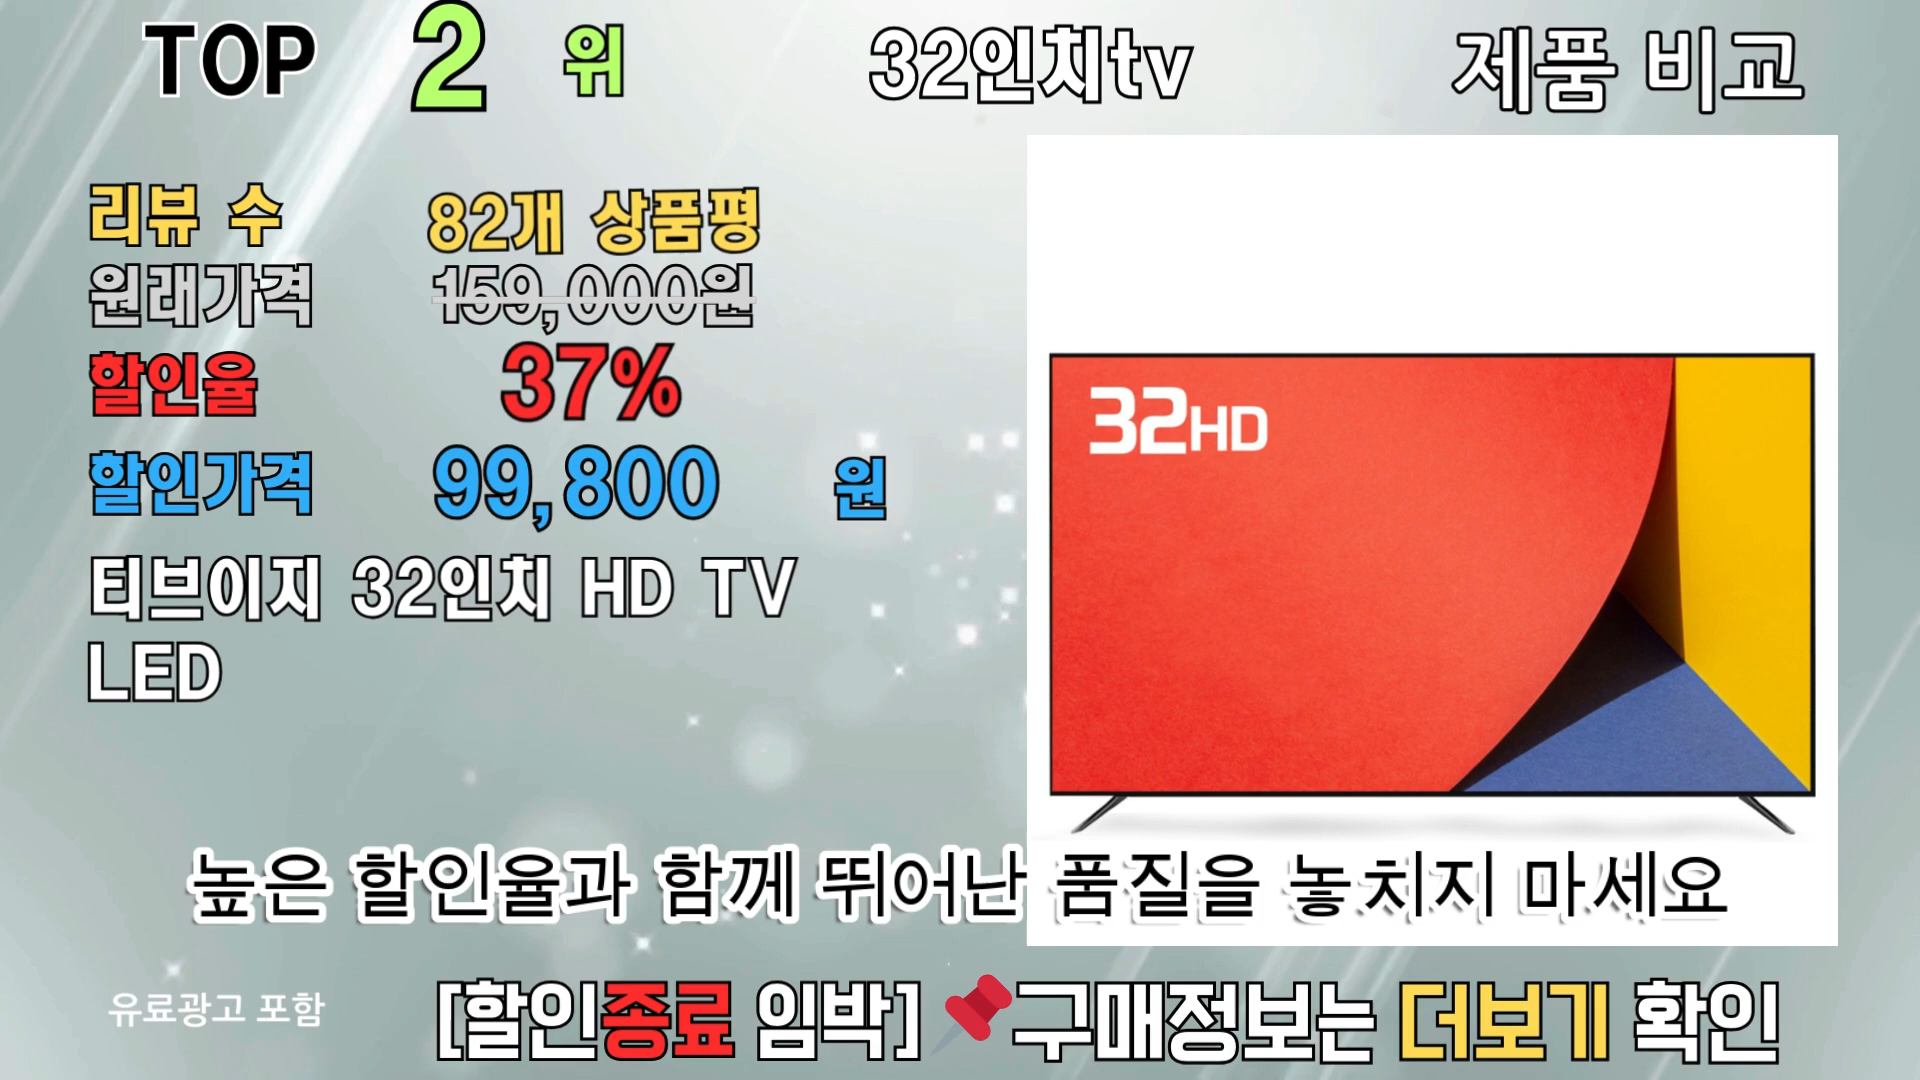 TOP 2 위 32인치tv 제품 비교
리뷰 수 82개 상품평
원래가격 159,000원
할인율 37%
할인가격 99,800 원
티브이지 32인치 HD TV
LED
32HD
높은 할인율과 함께 뛰어난 품질을 놓치지 마세요
유료광고 포함
[할인종료 임박] 📌구매정보는 더보기 확인